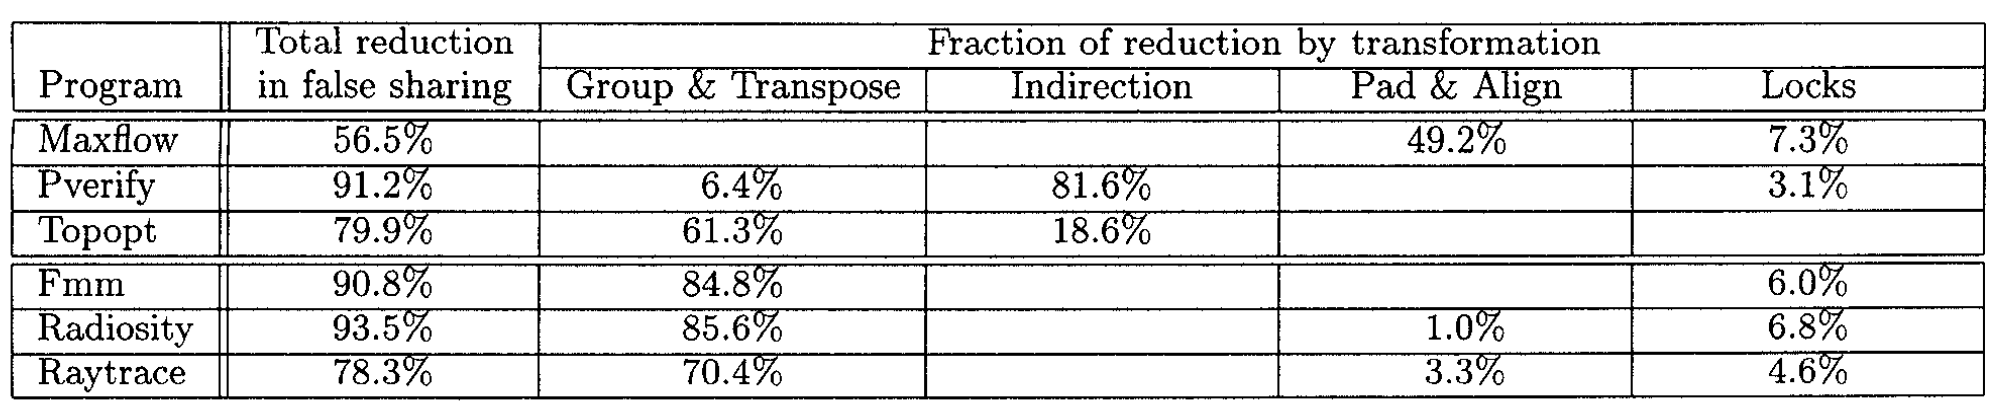 Total reduction Fraction of reduction by transformation
Program in false sharing Group & Transpose Indirection Pad & Align Locks
Maxflow 56.5% 49.2% 7.3%
Pverify 91.2% 6.4% 81.6% 3.1%
Topopt 79.9% 61.3% 18.6%
Fmm 90.8% 84.8% 6.0%
Radiosity 93.5% 85.6% 1.0% 6.8%
Raytrace 78.3% 70.4% 3.3% 4.6%